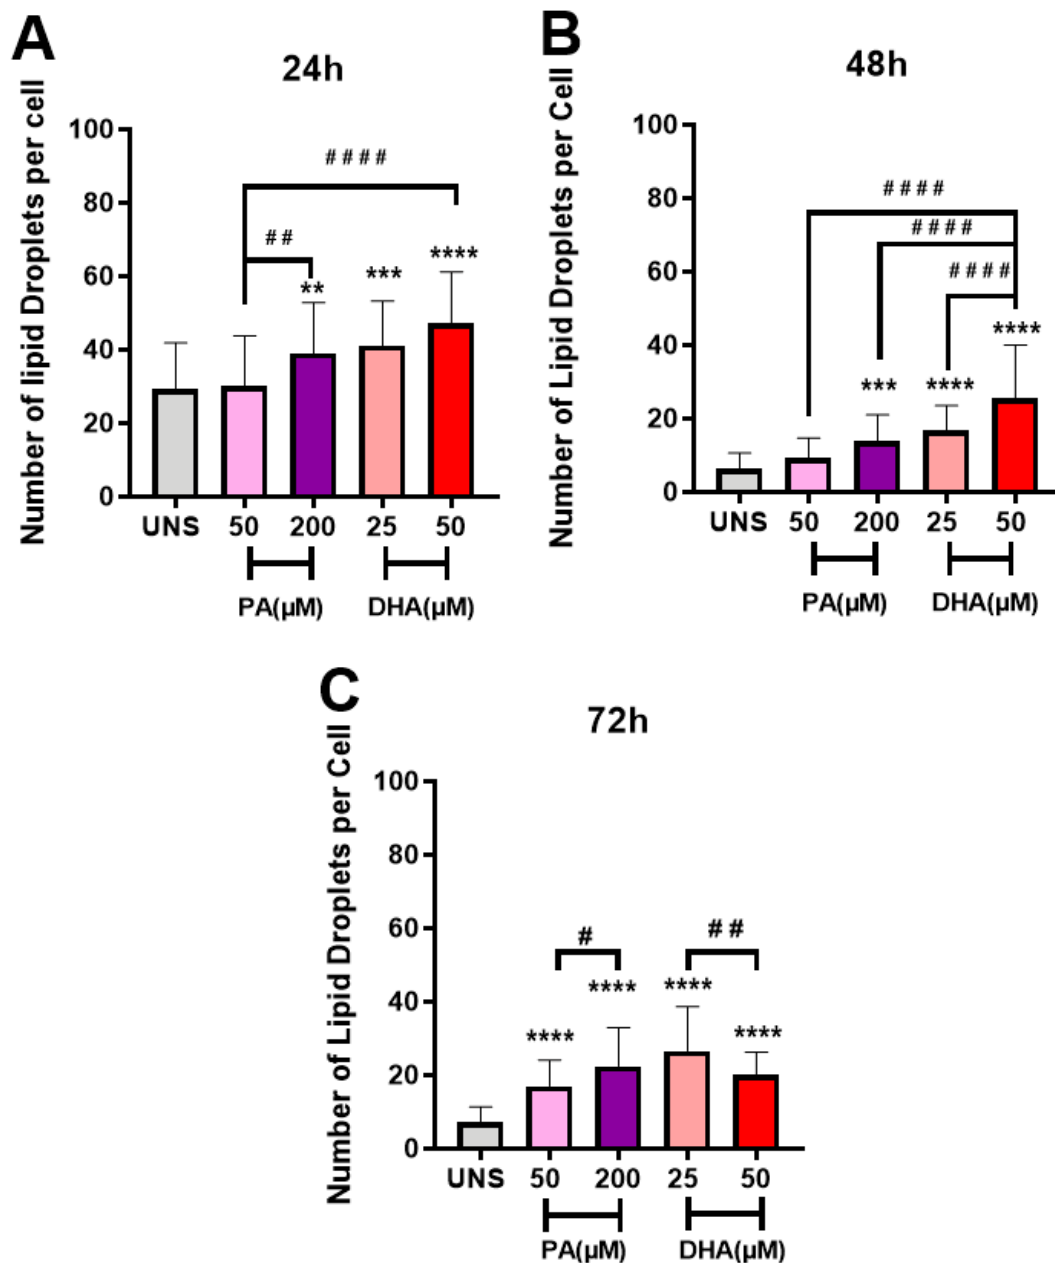 A
24h
Number of lipid Droplets per cell
100
80
60
40
20
0
####
##
**
***
****
UNS 50 200 25 50
PA(µM) DHA(µM)
B
48h
Number of Lipid Droplets per Cell
100
80
60
40
20
0
####
####
####
***
****
****
UNS 50 200 25 50
PA(µM) DHA(µM)
C
72h
Number of Lipid Droplets per Cell
100
80
60
40
20
0
#
##
****
****
****
****
UNS 50 200 25 50
PA(µM) DHA(µM)